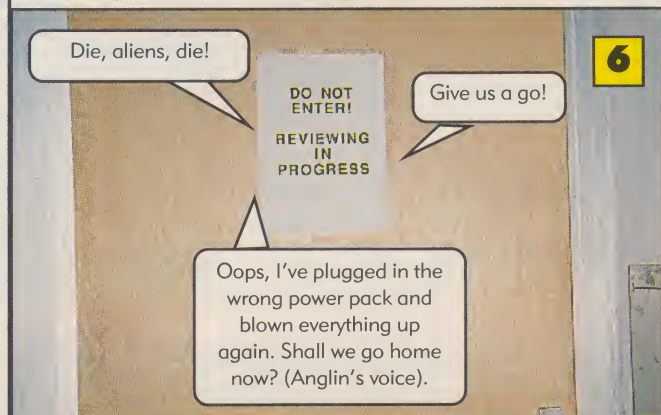 Die, aliens, die!
6
DO NOT
ENTER!
REVIEWING
IN
PROGRESS
Give us a go!
Oops, I've plugged in the
wrong power pack and
blown everything up
again. Shall we go home
now? (Anglin's voice).